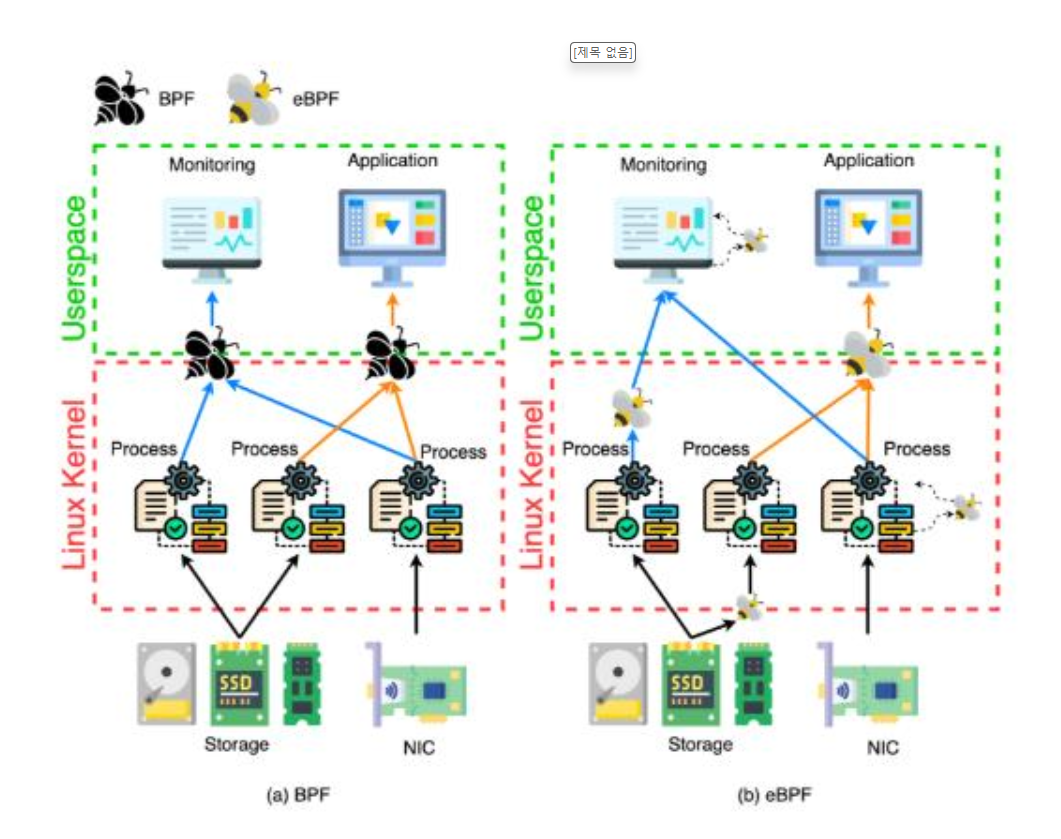 [제목 없음]
BPF
eBPF
Userspace
Monitoring
Application
Linux Kernel
Process
Process
Process
SSD
Storage
NIC
(a) BPF
Userspace
Monitoring
Application
Linux Kernel
Process
Process
Process
SSD
Storage
NIC
(b) eBPF